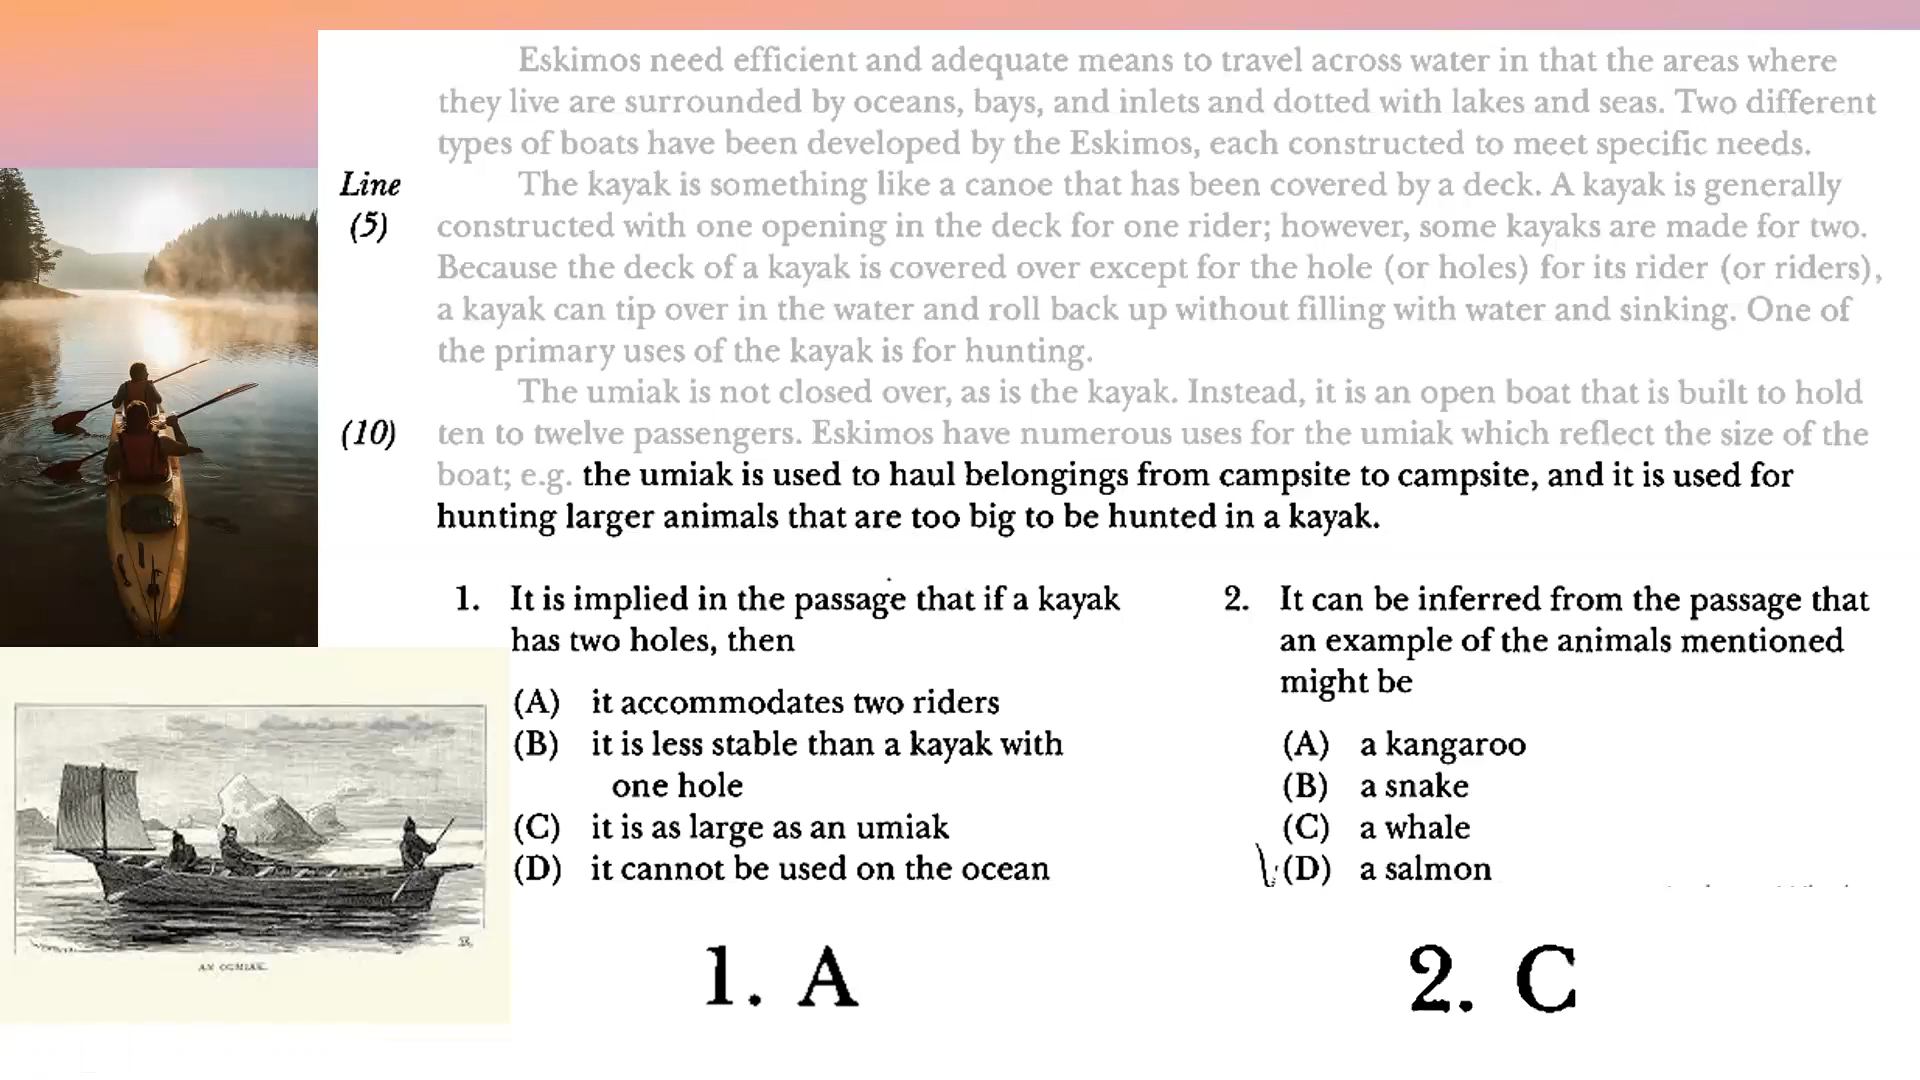 Eskimos need efficient and adequate means to travel across water in that the areas where
they live are surrounded by oceans, bays, and inlets and dotted with lakes and seas. Two different
types of boats have been developed by the Eskimos, each constructed to meet specific needs.
Line The kayak is something like a canoe that has been covered by a deck. A kayak is generally
(5) constructed with one opening in the deck for one rider; however, some kayaks are made for two.
Because the deck of a kayak is covered over except for the hole (or holes) for its rider (or riders),
a kayak can tip over in the water and roll back up without filling with water and sinking. One of
the primary uses of the kayak is for hunting.
The umiak is not closed over, as is the kayak. Instead, it is an open boat that is built to hold
(10) ten to twelve passengers. Eskimos have numerous uses for the umiak which reflect the size of the
boat; e.g. the umiak is used to haul belongings from campsite to campsite, and it is used for
hunting larger animals that are too big to be hunted in a kayak.
1. It is implied in the passage that if a kayak
has two holes, then
(A) it accommodates two riders
(B) it is less stable than a kayak with
one hole
(C) it is as large as an umiak
(D) it cannot be used on the ocean
2. It can be inferred from the passage that
an example of the animals mentioned
might be
(A) a kangaroo
(B) a snake
(C) a whale
(D) a salmon
AN OOMIAK.
1. A
2. C